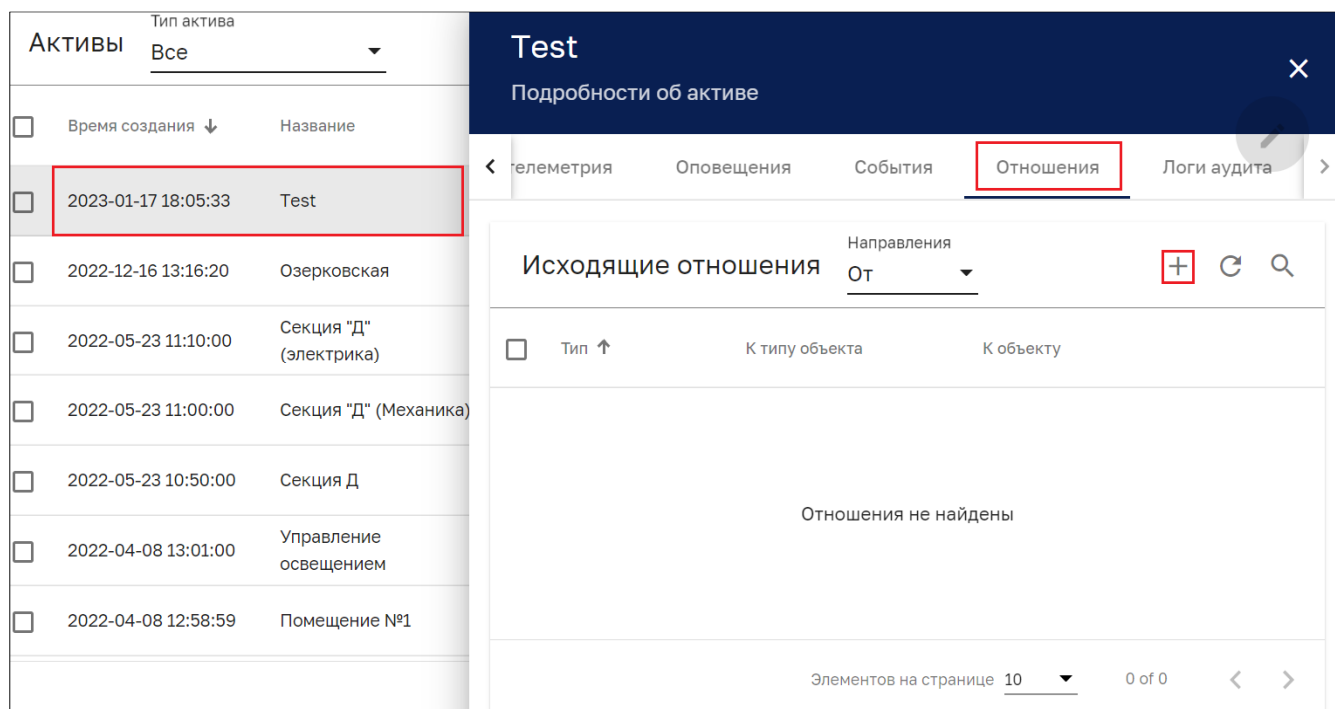 Активы
Тип актива
Все
Время создания
Название
2023-01-17 18:05:33 Test
2022-12-16 13:16:20 Озерковская
2022-05-23 11:10:00 Секция "Д"
(электрика)
2022-05-23 11:00:00 Секция "Д" (Механика)
2022-05-23 10:50:00 Секция Д
2022-04-08 13:01:00 Управление
освещением
2022-04-08 12:58:59 Помещение №1
Test
Подробности об активе
телеметрия Оповещения События Отношения Логи аудита
Исходящие отношения
Направления
От
Тип К типу объекта К объекту
Отношения не найдены
Элементов на странице 10 0 of 0